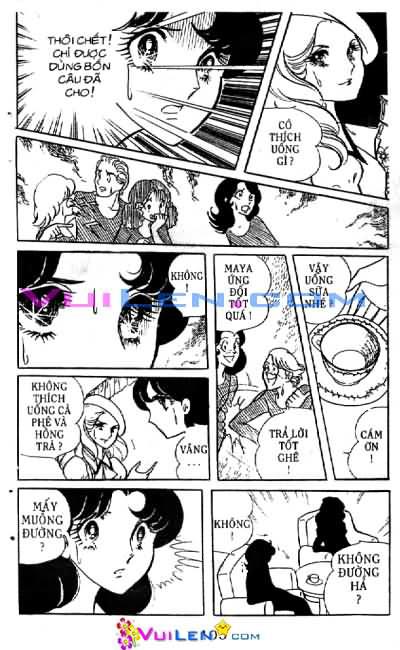 THÔI CHẾT!
CHỈ ĐƯỢC
DÙNG BỐN
CÂU ĐÃ
CHO!
CÔ
THÍCH
UỐNG
GÌ?
KHÔNG
!
MAYA
ỨNG
ĐỐI
TỐT
QUÁ!
VẬY
UỐNG
SỮA
NHÉ?
VuiLen.com
TRẢ LỜI
TỐT
GHÊ
!
CÁM
ƠN
!
KHÔNG
THÍCH
UỐNG CÀ
PHÊ VÀ
HỒNG
TRÀ?
VÂNG
...
MẤY
MUỖNG
ĐƯỜNG
?
KHÔNG
!
KHÔNG
ĐƯỜNG
HẢ
?
VuiLen